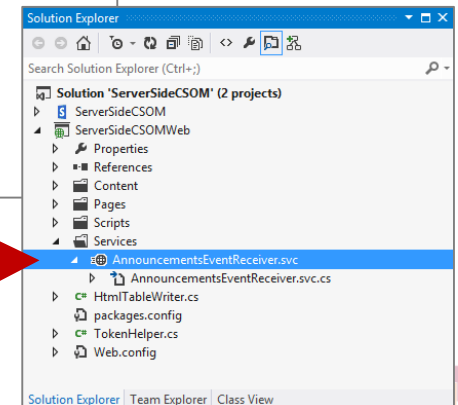 Solution Explorer
Search Solution Explorer (Ctrl+;)
Solution 'ServerSideCSOM' (2 projects)
ServerSideCSOM
ServerSideCSOMWeb
Properties
References
Content
Pages
Scripts
Services
AnnouncementsEventReceiver.svc
AnnouncementsEventReceiver.svc.cs
C# HtmlTableWriter.cs
packages.config
C# TokenHelper.cs
Web.config
Solution Explorer Team Explorer Class View